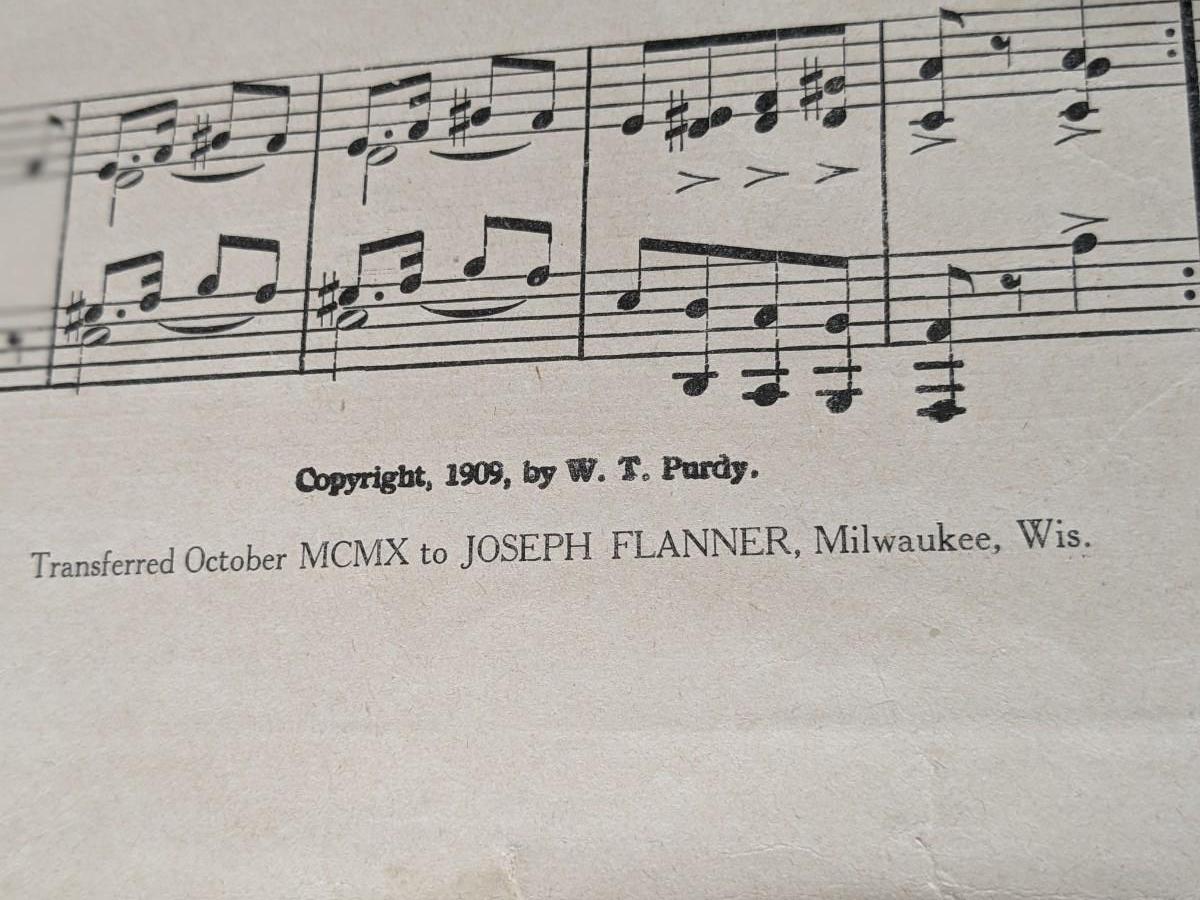 Copyright, 1909, by W. T. Purdy.
Transferred October MCMX to JOSEPH FLANNER, Milwaukee, Wis.